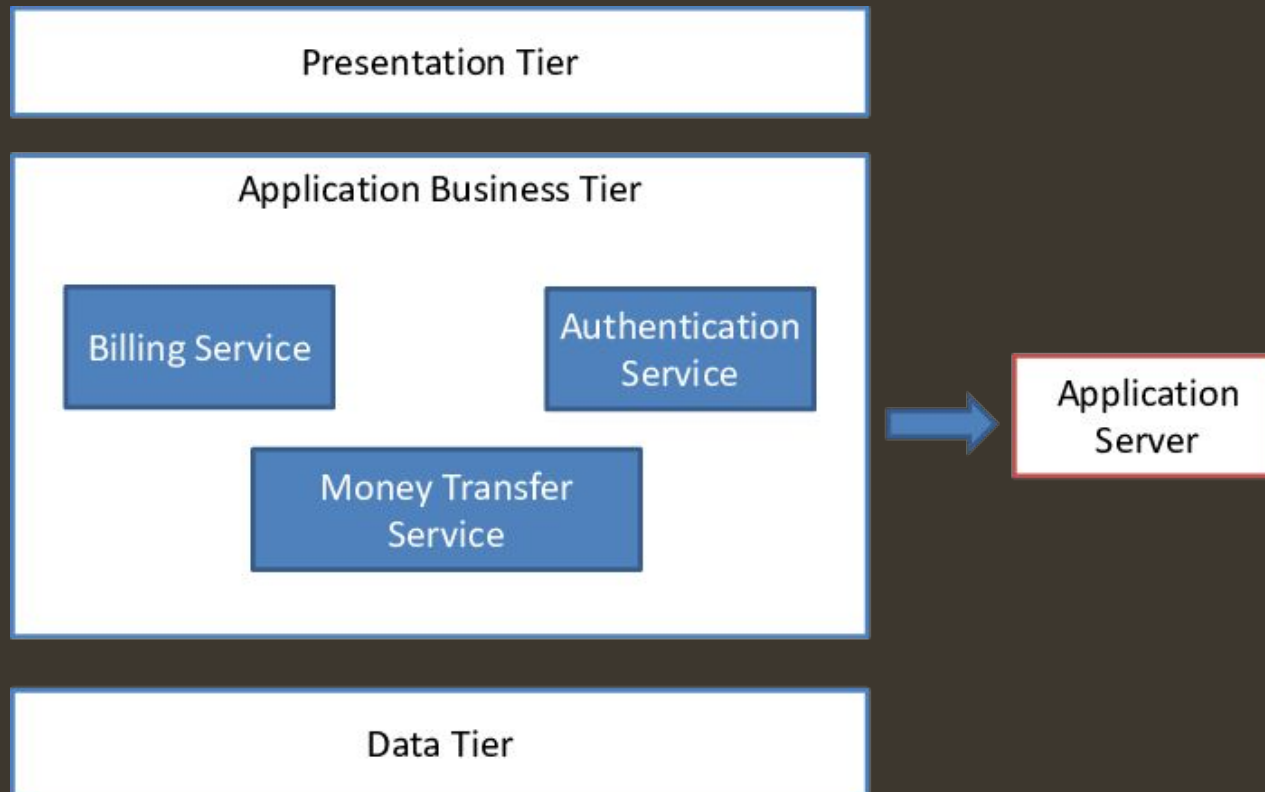 Presentation Tier
Application Business Tier
Billing Service
Authentication
Service
Money Transfer
Service
Application
Server
Data Tier